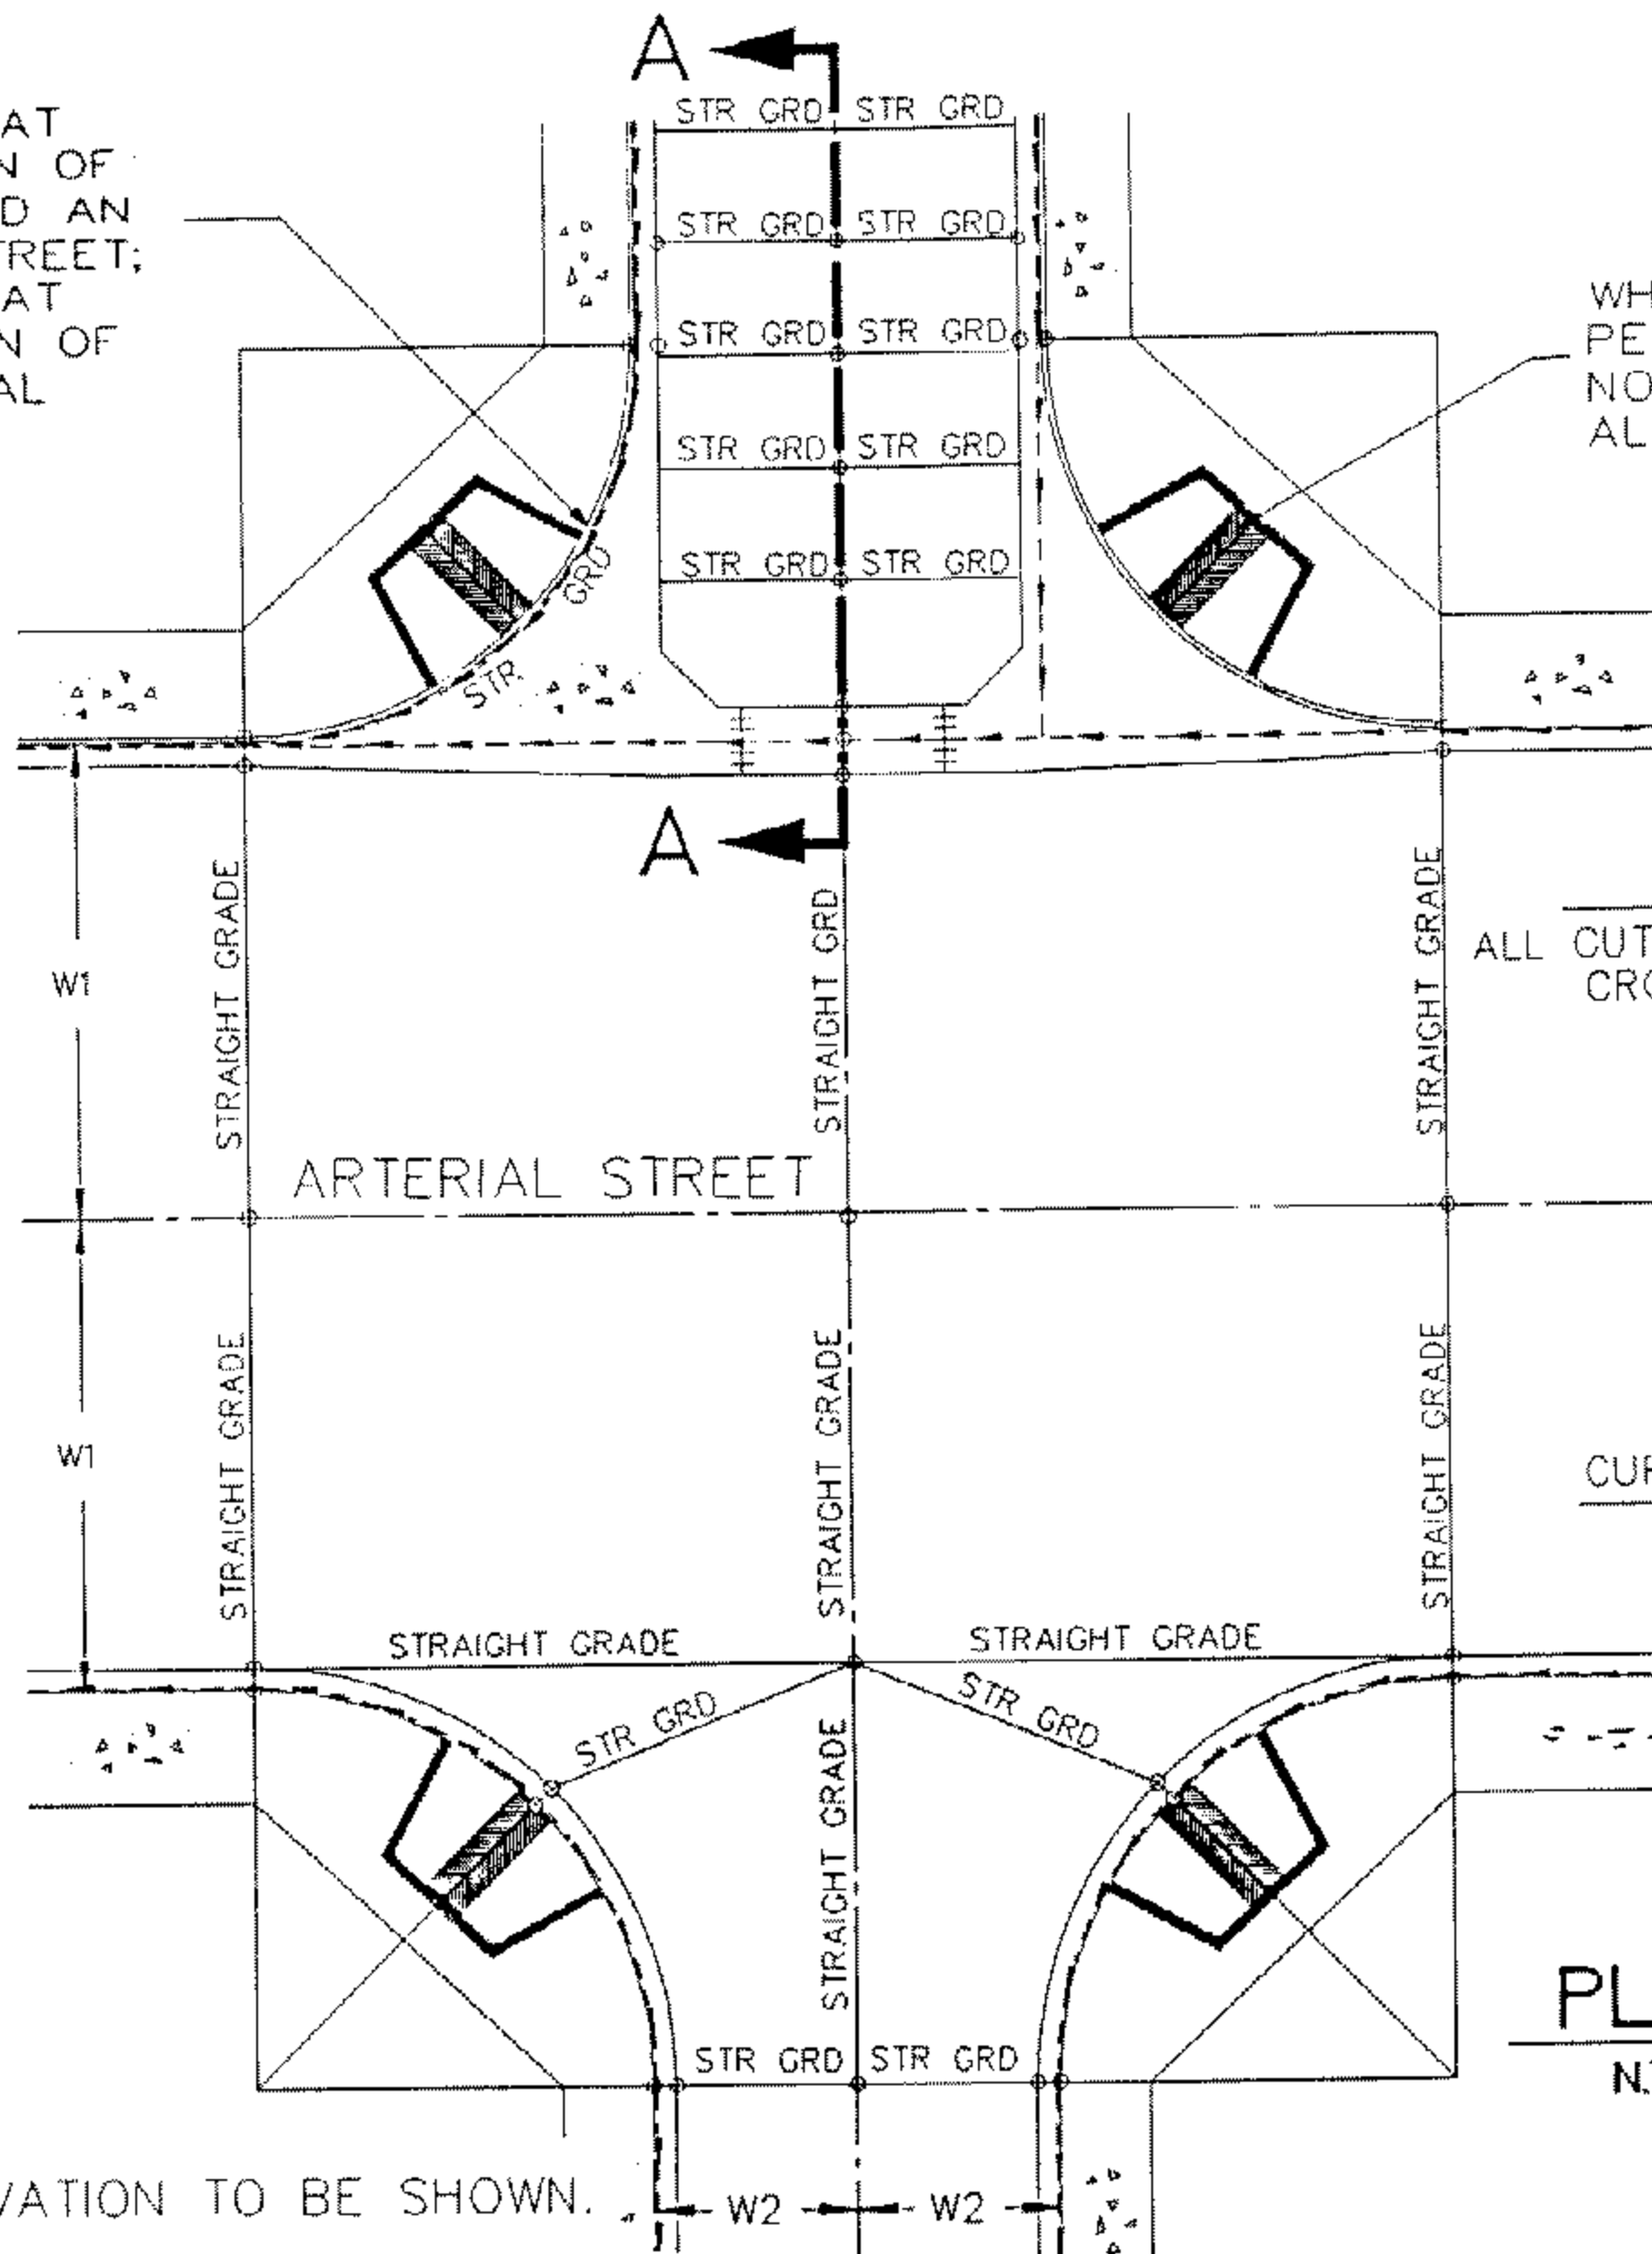 A
STR GRD STR GRD
AT
N OF
D AN
TREET;
AT
N OF
AL
STR GRD STR GRD
STR GRD STR GRD
STR GRD STR GRD
STR GRD STR GRD
WH
PE
NO
AL
STR GRD
A
W1
STRAIGHT GRADE
STRAIGHT GRD
STRAIGHT GRADE
ALL CUT
CRO
ARTERIAL STREET
W1
STRAIGHT GRADE
STRAIGHT GRADE
STRAIGHT GRADE
STRAIGHT GRADE
STRAIGHT GRADE
STR GRD
STR GRD
STRAIGHT GRADE
PL
N.
STR GRD STR GRD
VATION TO BE SHOWN.
W2 W2